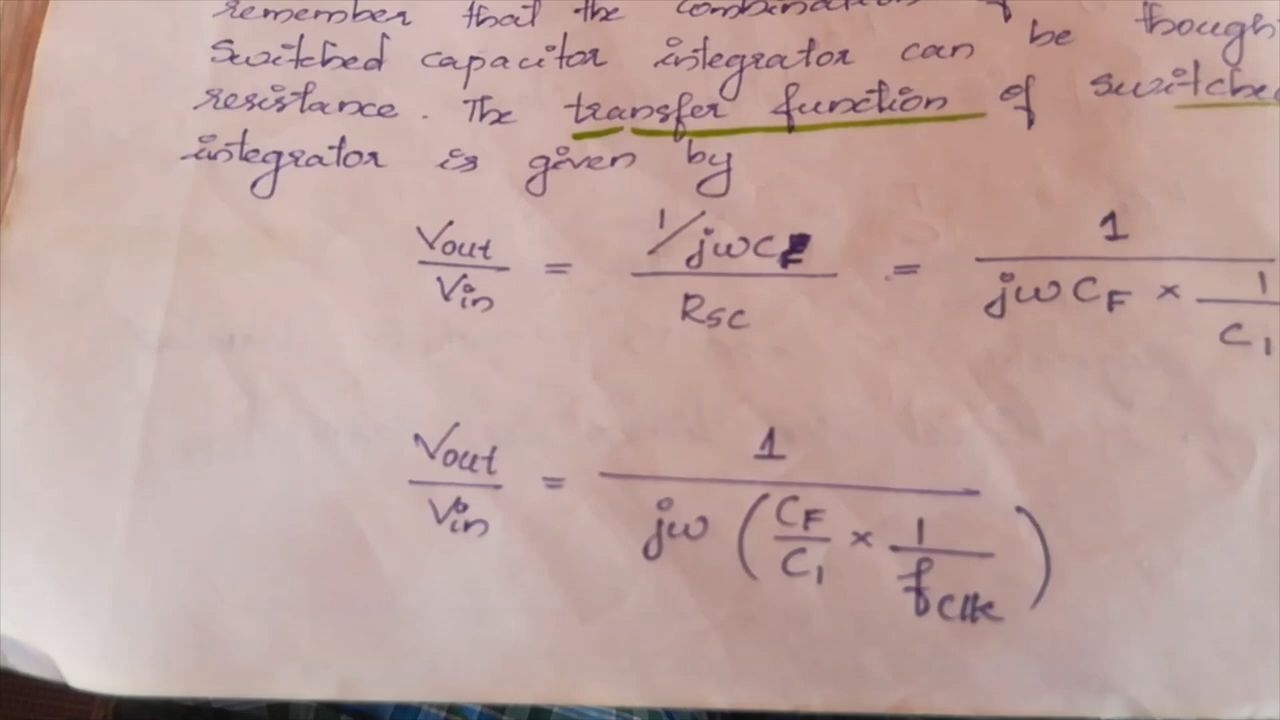 remember that the
switched capacitor integrator can be
resistance. The transfer function of
integrator is given by
Vout/Vin = (1/jωCF)/RSC = 1/(jωCF × 1/C1
Vout/Vin = 1/(jω (CF/C1 × 1/fClk))